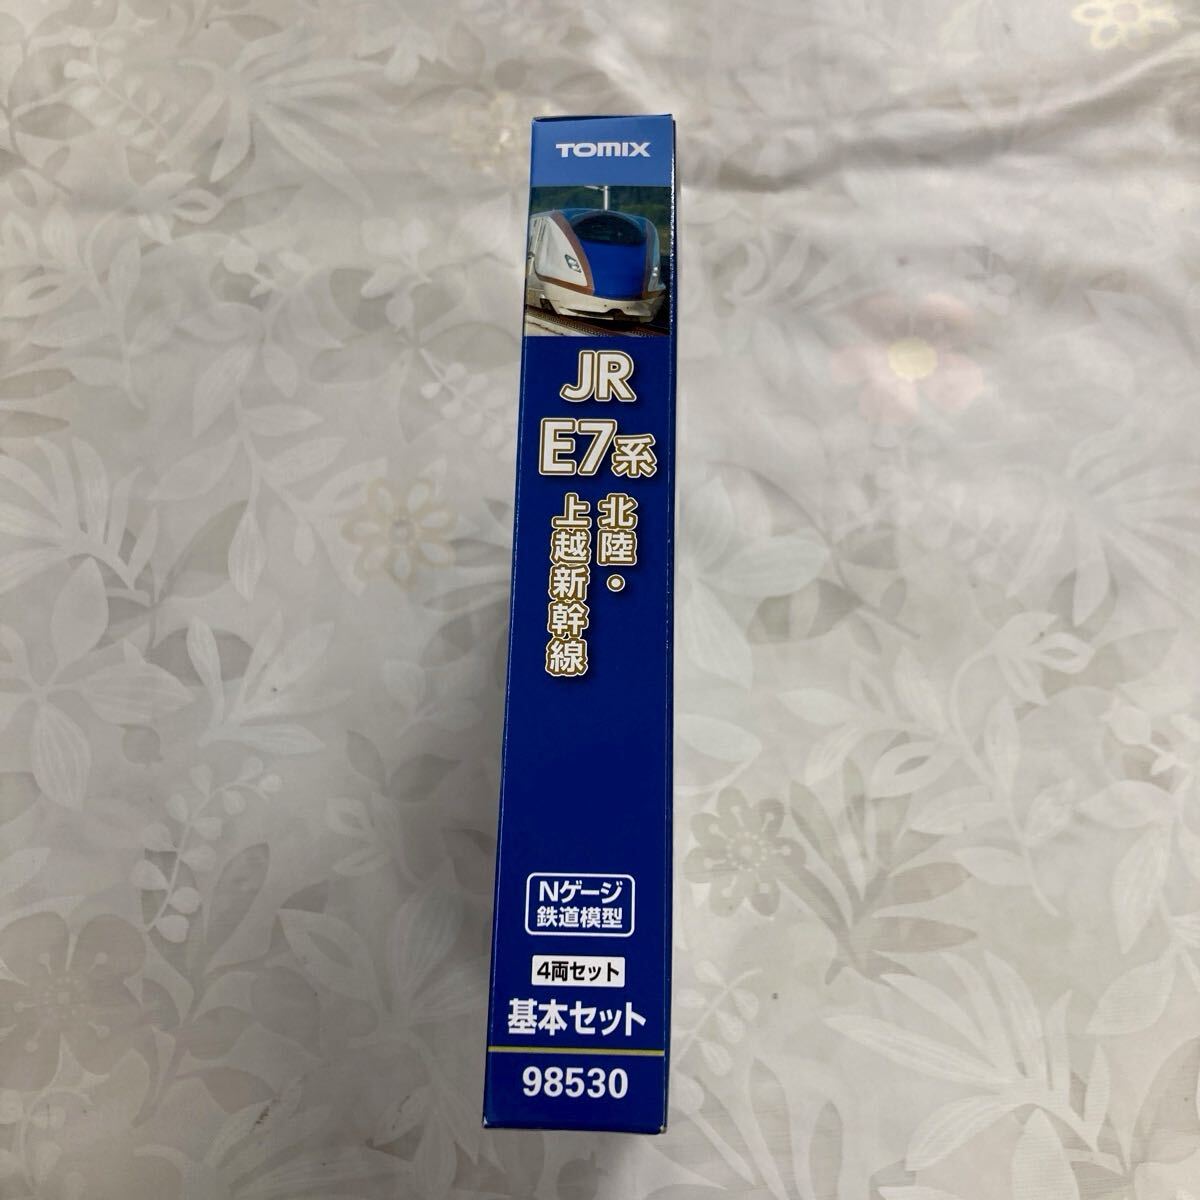 TOMIX
JR
E7系
北陸・
上越新幹線
Nゲージ
鉄道模型
4両セット
基本セット
98530